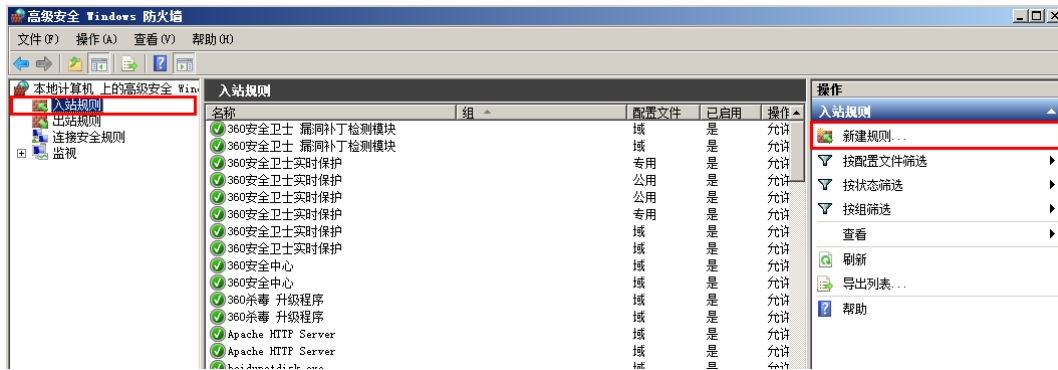 高级安全 Windows 防火墙
文件(F) 操作(A) 查看(V) 帮助(H)
本地计算机 上的高级安全 Win
入站规则
出站规则
连接安全规则
监视
入站规则
名称 组 配置文件 已启用 操作
360安全卫士 漏洞补丁检测模块 域 是 允许
360安全卫士 漏洞补丁检测模块 域 是 允许
360安全卫士实时保护 专用 是 允许
360安全卫士实时保护 公用 是 允许
360安全卫士实时保护 公用 是 允许
360安全卫士实时保护 专用 是 允许
360安全卫士实时保护 域 是 允许
360安全卫士实时保护 域 是 允许
360安全中心 域 是 允许
360安全中心 域 是 允许
360杀毒 升级程序 域 是 允许
360杀毒 升级程序 域 是 允许
Apache HTTP Server 域 是 允许
Apache HTTP Server 域 是 允许
baidunetdisk.exe 域 是 允许
操作
入站规则
新建规则...
按配置文件筛选
按状态筛选
按组筛选
查看
刷新
导出列表...
帮助